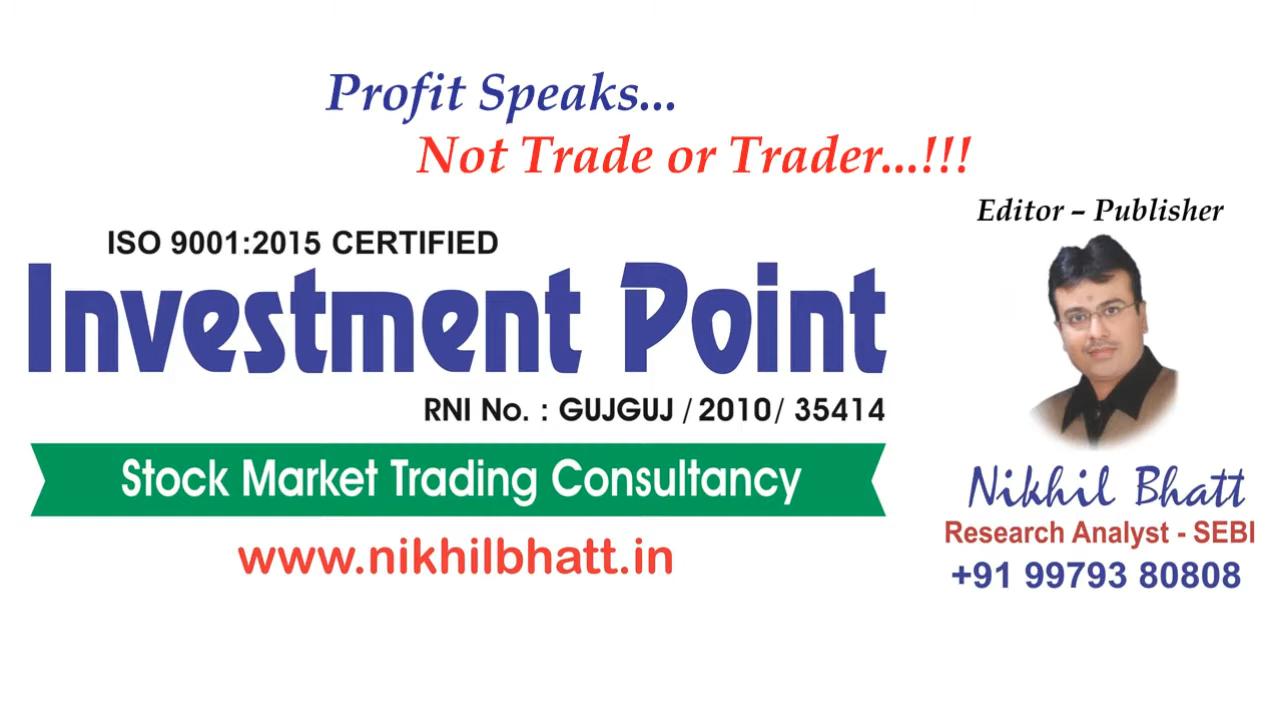 Profit Speaks...
Not Trade or Trader...!!!
Editor – Publisher
ISO 9001:2015 CERTIFIED
Investment Point
RNI No. : GUJGUJ / 2010/ 35414
Stock Market Trading Consultancy
www.nikhilbhatt.in
Nikhil Bhatt
Research Analyst - SEBI
+91 99793 80808